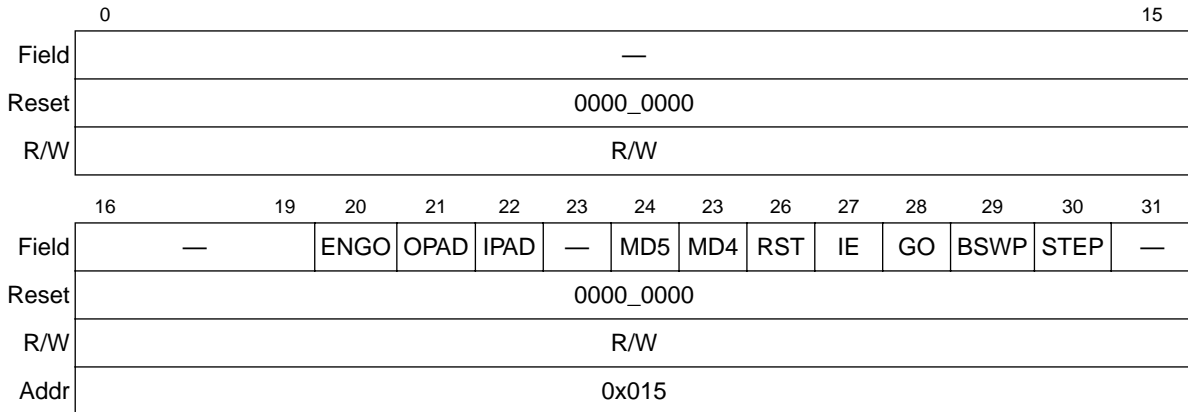 0 15
Field —
Reset 0000_0000
R/W R/W
16 19 20 21 22 23 24 23 26 27 28 29 30 31
Field — ENGO OPAD IPAD — MD5 MD4 RST IE GO BSWP STEP —
Reset 0000_0000
R/W R/W
Addr 0x015